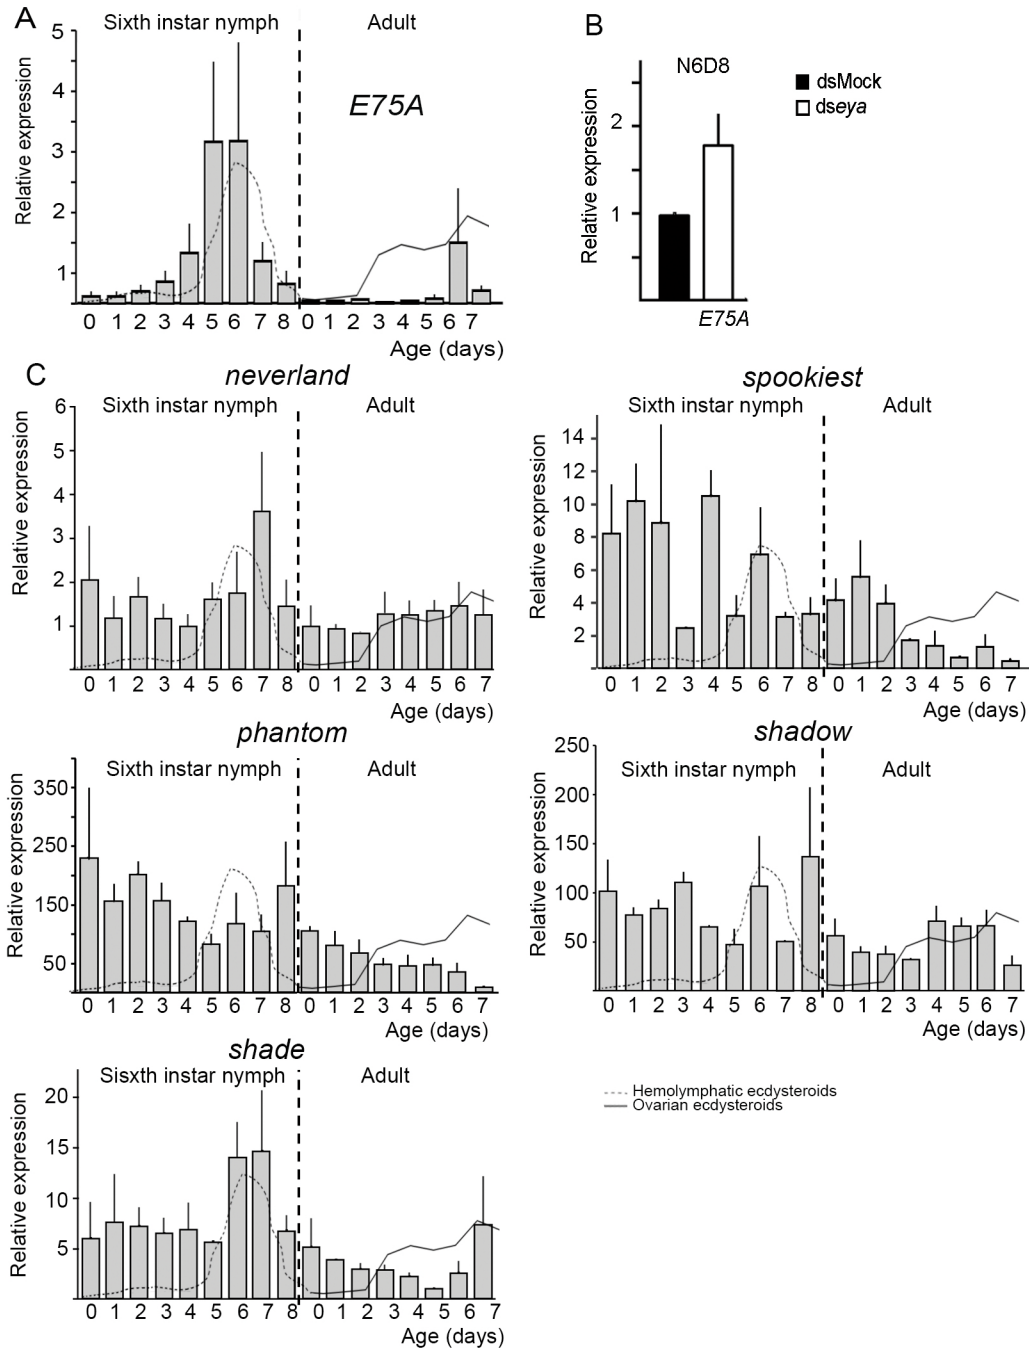 A
Sixth instar nymph
Adult
E75A
Relative expression
5
4
3
2
1
0 1 2 3 4 5 6 7 8 0 1 2 3 4 5 6 7
Age (days)
B
N6D8
dsMock
dseya
Relative expression
2
1
E75A
C
neverland
Sixth instar nymph
Adult
Relative expression
6
5
4
3
2
1
0 1 2 3 4 5 6 7 8 0 1 2 3 4 5 6 7
Age (days)
spookiest
Sixth instar nymph
Adult
Relative expression
14
12
10
8
6
4
2
0 1 2 3 4 5 6 7 8 0 1 2 3 4 5 6 7
Age (days)
phantom
Sixth instar nymph
Adult
Relative expression
350
250
150
50
0 1 2 3 4 5 6 7 8 0 1 2 3 4 5 6 7
Age (days)
shadow
Sixth instar nymph
Adult
Relative expression
250
200
150
100
50
0 1 2 3 4 5 6 7 8 0 1 2 3 4 5 6 7
Age (days)
shade
Sisxth instar nymph
Adult
Relative expression
20
15
10
5
0 1 2 3 4 5 6 7 8 0 1 2 3 4 5 6 7
Age (days)
Hemolymphatic ecdysteroids
Ovarian ecdysteroids